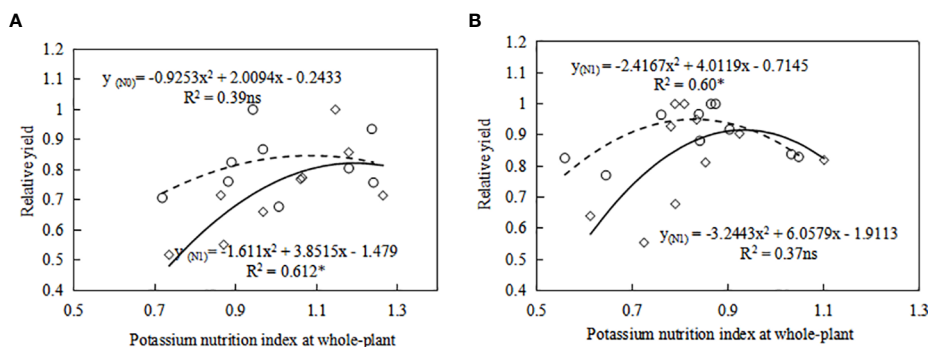 A
B
1.2
1.1
1
0.9
0.8
0.7
0.6
0.5
0.4
Relative yield
y (N0)= -0.9253x² + 2.0094x - 0.2433
R² = 0.39ns
y (N1)= -1.611x² + 3.8515x - 1.479
R² = 0.612*
0.5 0.7 0.9 1.1 1.3
Potassium nutrition index at whole-plant
1.2
1.1
1
0.9
0.8
0.7
0.6
0.5
0.4
Relative yield
y(N1)= -2.4167x² + 4.0119x - 0.7145
R² = 0.60*
y(N1)= -3.2443x² + 6.0579x - 1.9113
R² = 0.37ns
0.5 0.7 0.9 1.1 1.3
Potassium nutrition index at whole-plant